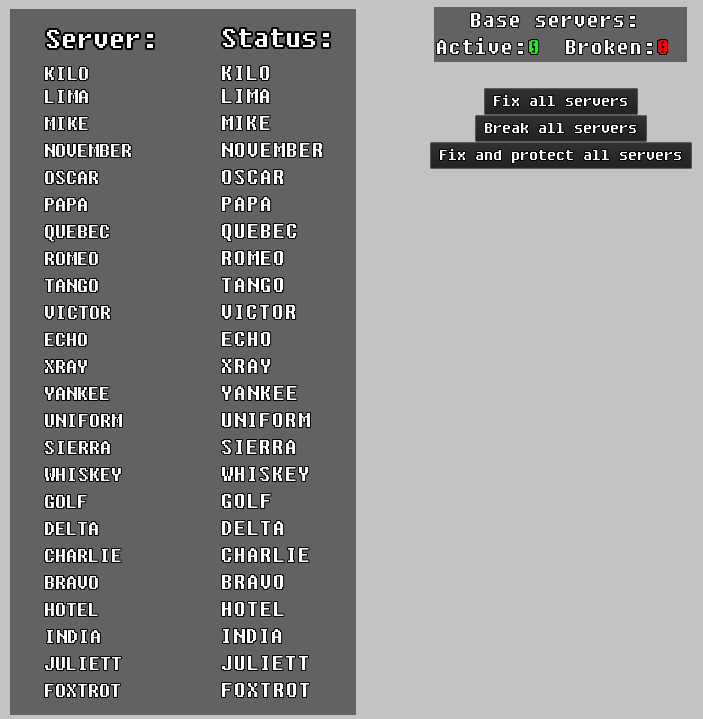 Server: Status:
KILO KILO
LIMA LIMA
MIKE MIKE
NOVEMBER NOVEMBER
OSCAR OSCAR
PAPA PAPA
QUEBEC QUEBEC
ROMEO ROMEO
TANGO TANGO
VICTOR VICTOR
ECHO ECHO
XRAY XRAY
YANKEE YANKEE
UNIFORM UNIFORM
SIERRA SIERRA
WHISKEY WHISKEY
GOLF GOLF
DELTA DELTA
CHARLIE CHARLIE
BRAVO BRAVO
HOTEL HOTEL
INDIA INDIA
JULIETT JULIETT
FOXTROT FOXTROT
Base servers:
Active:0 Broken:0
Fix all servers
Break all servers
Fix and protect all servers